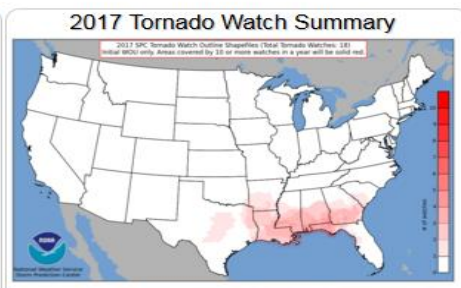 2017 Tornado Watch Summary
2017 SPC Tornado Watch Outline Shapefiles (Total Tornado Watches: 18)
Initial WOU only. Areas covered by 10 or more watches in a year will be solid red.
# of watches
National Weather Service
Storm Prediction Center